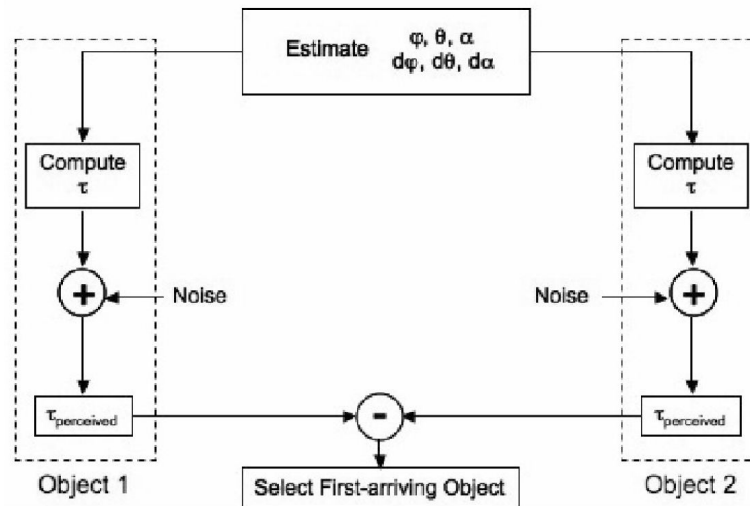 Estimate φ, θ, α
dφ, dθ, dα
Compute
τ
Compute
τ
+
Noise
Noise
+
τperceived
-
τperceived
Object 1
Select First-arriving Object
Object 2